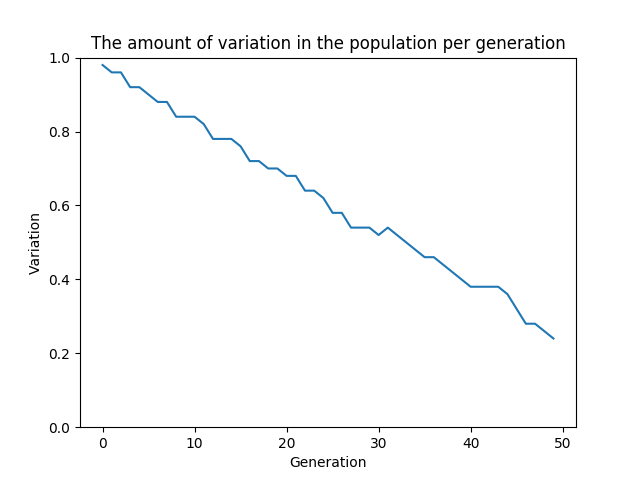 The amount of variation in the population per generation
1.0
0.8
0.6
0.4
0.2
0.0
Variation
0 10 20 30 40 50
Generation